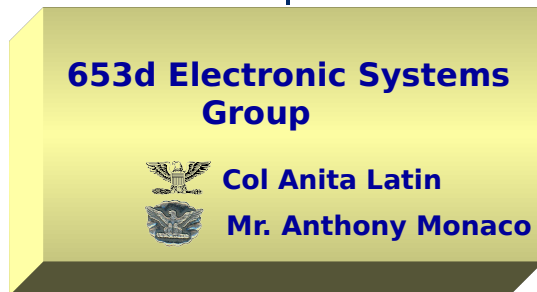 653d Electronic Systems
Group
Col Anita Latin
Mr. Anthony Monaco